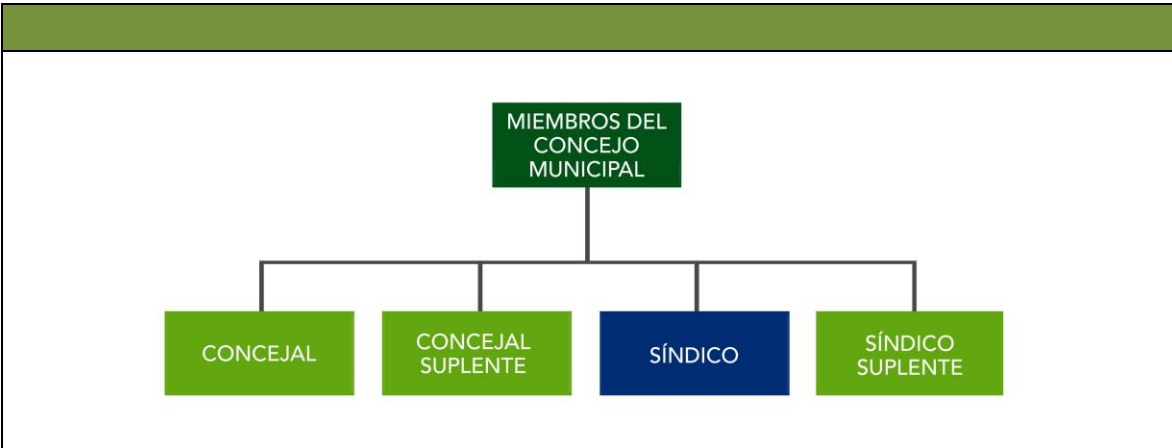 MIEMBROS DEL
CONCEJO
MUNICIPAL
CONCEJAL
CONCEJAL
SUPLENTE
SÍNDICO
SÍNDICO
SUPLENTE